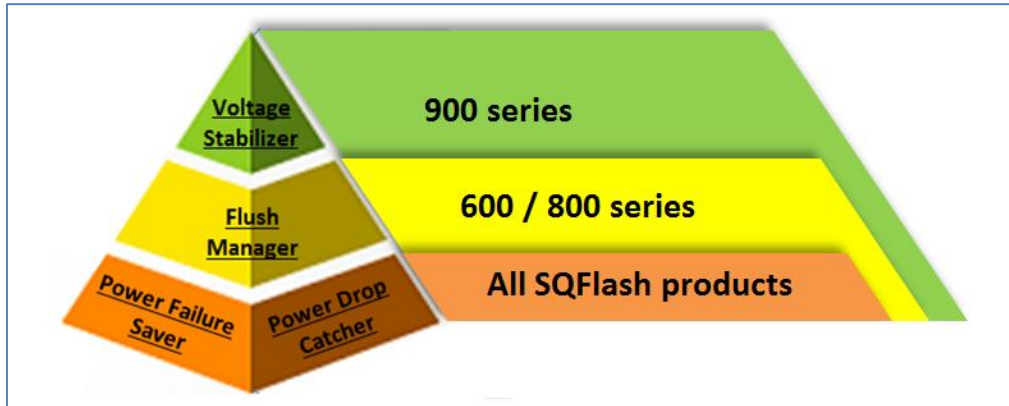 Voltage
Stabilizer
900 series
Flush
Manager
600 / 800 series
Power Failure
Saver
Power Drop
Catcher
All SQFlash products